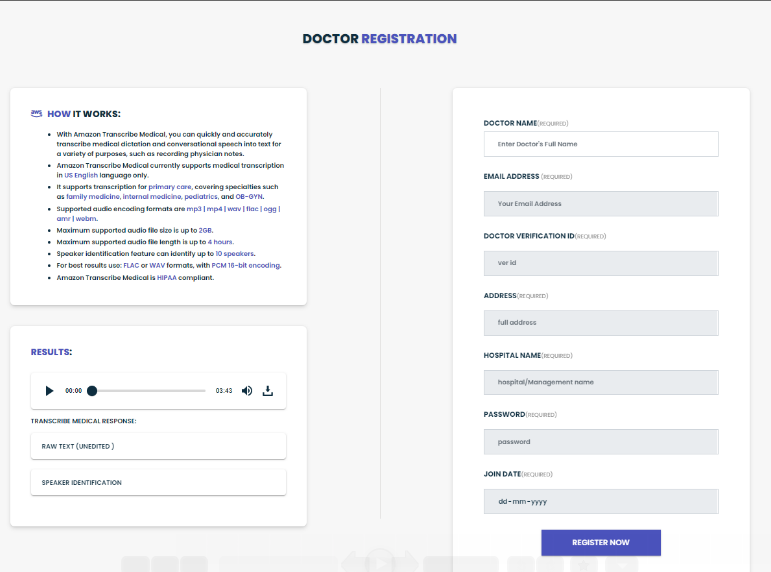 DOCTOR REGISTRATION
aws HOW IT WORKS:
With Amazon Transcribe Medical, you can quickly and accurately
transcribe medical dictation and conversational speech into text for
a variety of purposes, such as recording physician notes.
Amazon Transcribe Medical currently supports medical transcription
in US English language only.
It supports transcription for primary care, covering specialties such
as family medicine, internal medicine, pediatrics, and OB-GYN.
Supported audio encoding formats are mp3 | mp4 | wav | flac | ogg |
amr | webm.
Maximum supported audio file size is up to 2GB.
Maximum supported audio file length is up to 4 hours.
Speaker identification feature can identify up to 10 speakers.
For best results use: FLAC or WAV formats, with PCM 16-bit encoding.
Amazon Transcribe Medical is HIPAA compliant.
RESULTS:
00:00 03:43
TRANSCRIBE MEDICAL RESPONSE:
RAW TEXT (UNEDITED )
SPEAKER IDENTIFICATION
DOCTOR NAME(REQUIRED)
Enter Doctor's Full Name
EMAIL ADDRESS (REQUIRED)
Your Email Address
DOCTOR VERIFICATION ID(REQUIRED)
ver id
ADDRESS(REQUIRED)
full address
HOSPITAL NAME(REQUIRED)
hospital/Management name
PASSWORD(REQUIRED)
password
JOIN DATE(REQUIRED)
dd-mm-yyyy
REGISTER NOW